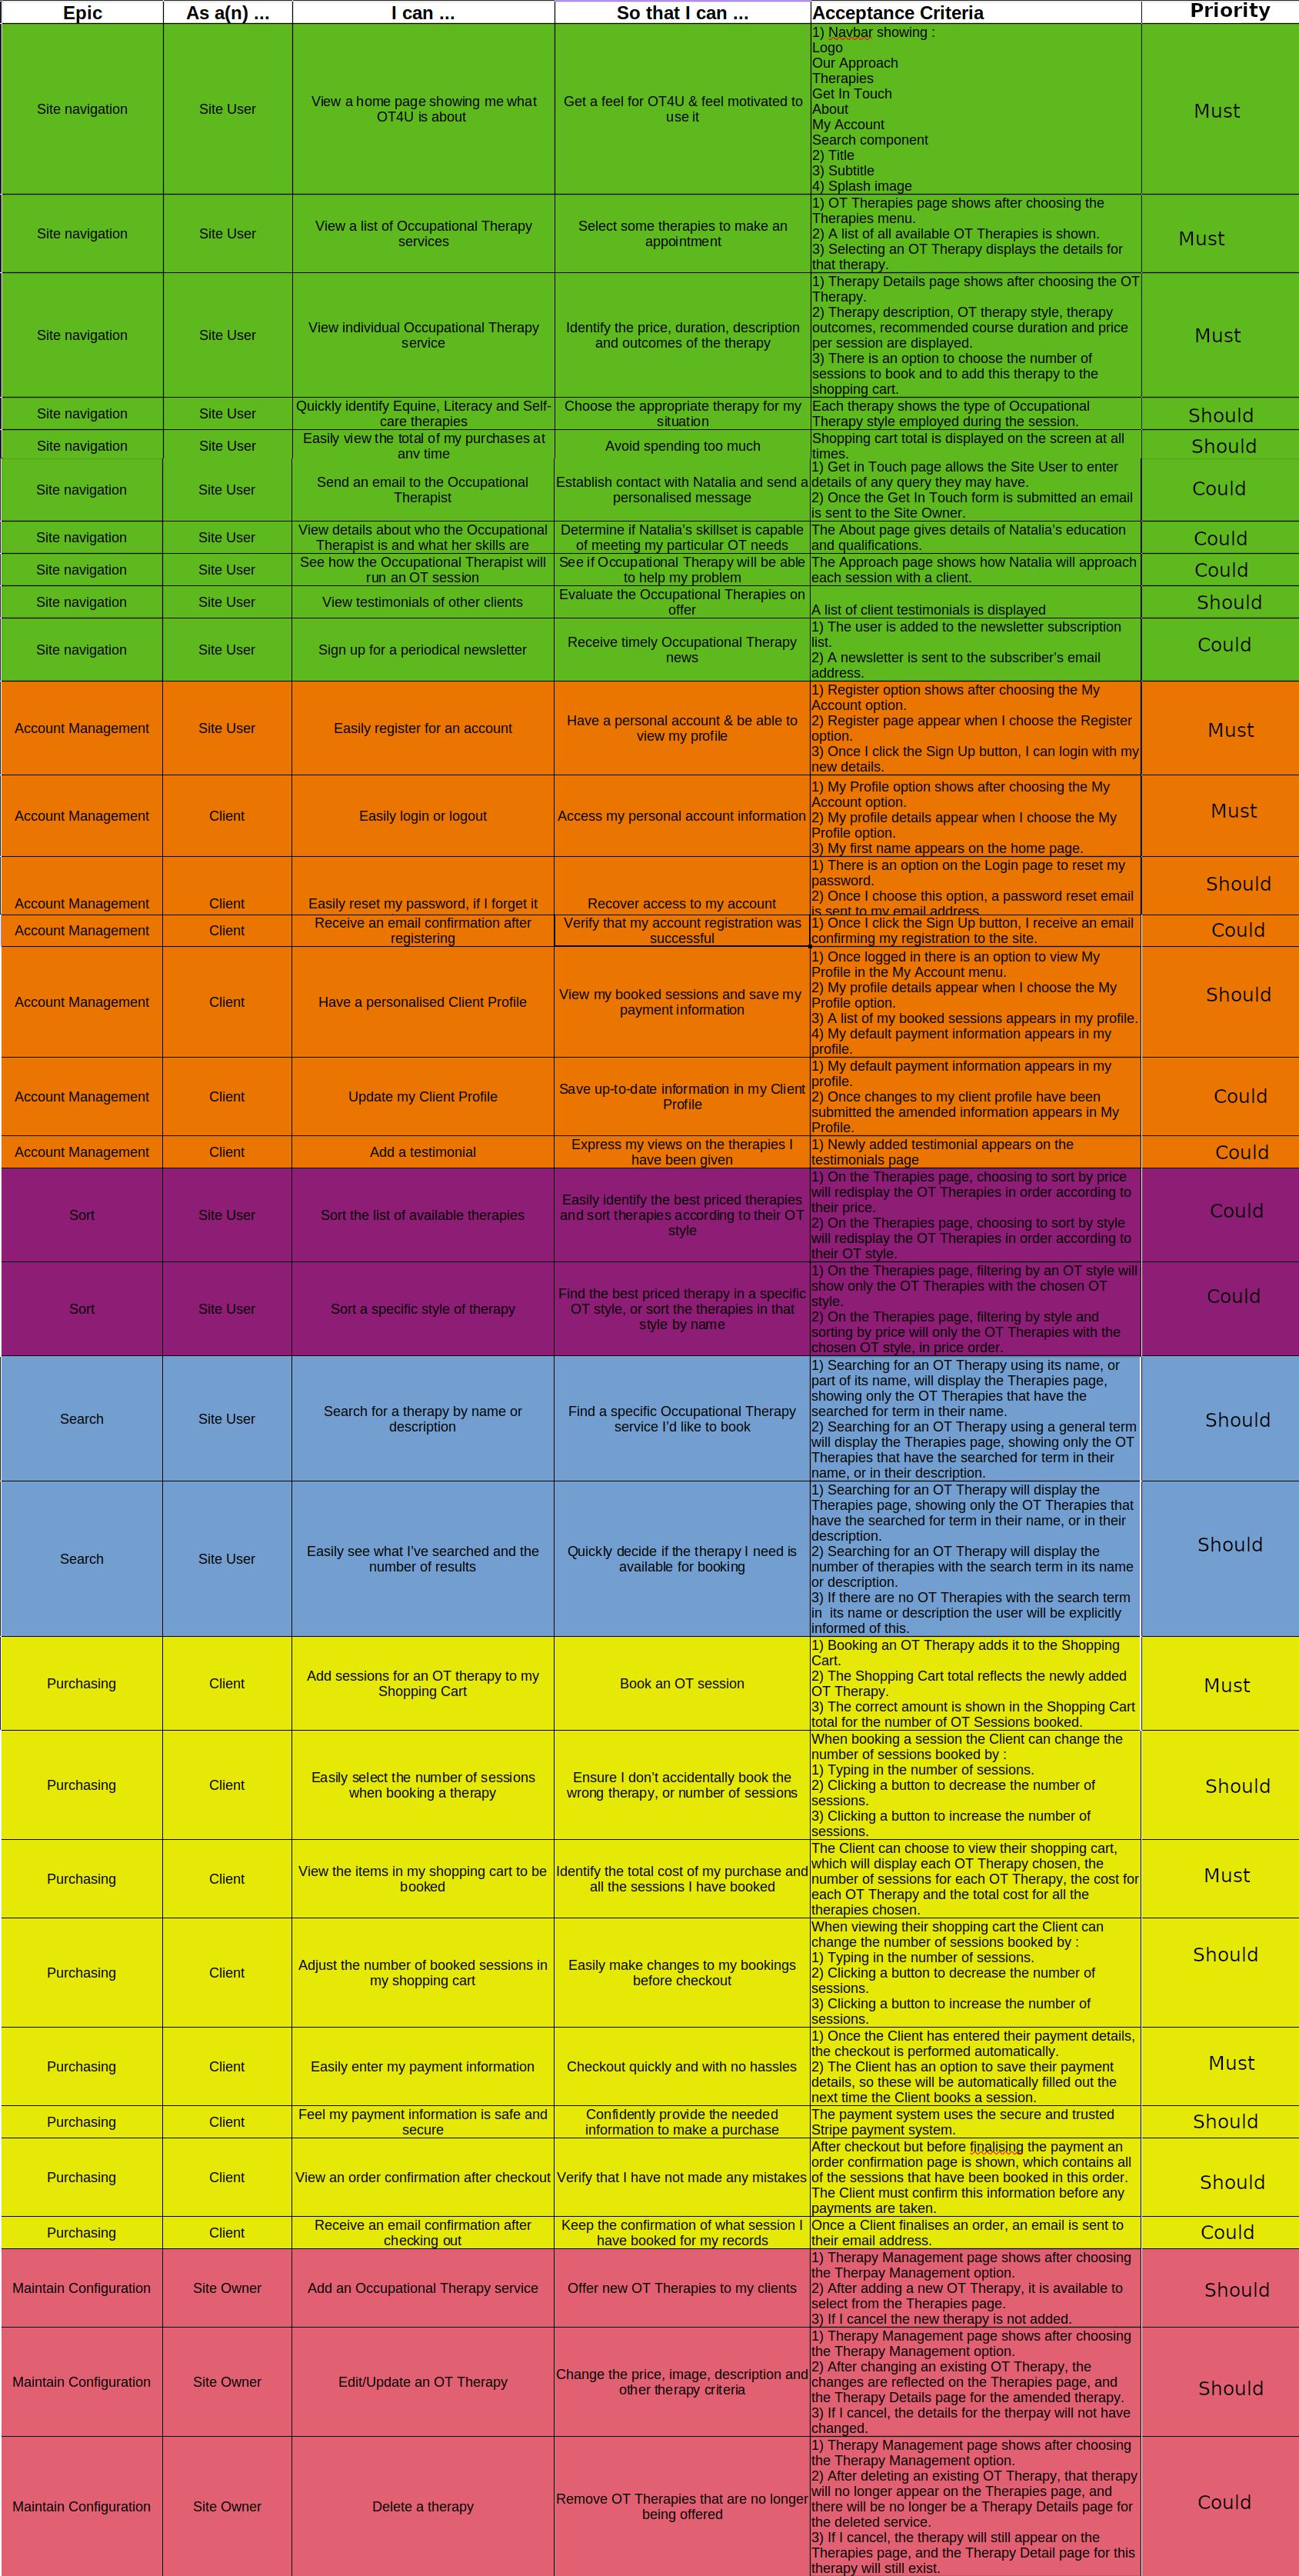 Epic As a(n) ... I can ... So that I can ... Acceptance Criteria Priority
Site navigation
Site User
View a home page showing me what
OT4U is about
Get a feel for OT4U & feel motivated to
use it
1) Navbar showing :
Logo
Our Approach
Therapies
Get In Touch
About
My Account
Search component
2) Title
3) Subtitle
4) Splash image
Must
Site navigation
Site User
View a list of Occupational Therapy
services
Select some therapies to make an
appointment
1) OT Therapies page shows after choosing the
Therapies menu.
2) A list of all available OT Therapies is shown.
3) Selecting an OT Therapy displays the details for
that therapy.
Must
Site navigation
Site User
View individual Occupational Therapy
service
Identify the price, duration, description
and outcomes of the therapy
1) Therapy Details page shows after choosing the OT
Therapy.
2) Therapy description, OT therapy style, therapy
outcomes, recommended course duration and price
per session are displayed.
3) There is an option to choose the number of
sessions to book and to add this therapy to the
shopping cart.
Must
Site navigation
Site User
Quickly identify Equine, Literacy and Self-
care therapies
Choose the appropriate therapy for my
situation
Each therapy shows the type of Occupational
Therapy style employed during the session.
Should
Site navigation
Site User
Easily view the total of my purchases at
any time
Avoid spending too much
Shopping cart total is displayed on the screen at all
times.
Should
Site navigation
Site User
Send an email to the Occupational
Therapist
Establish contact with Natalia and send a
personalised message
1) Get in Touch page allows the Site User to enter
details of any query they may have.
2) Once the Get In Touch form is submitted an email
is sent to the Site Owner.
Could
Site navigation
Site User
View details about who the Occupational
Therapist is and what her skills are
Determine if Natalia's skillset is capable
of meeting my particular OT needs
The About page gives details of Natalia's education
and qualifications.
Could
Site navigation
Site User
See how the Occupational Therapist will
run an OT session
See if Occupational Therapy will be able
to help my problem
The Approach page shows how Natalia will approach
each session with a client.
Could
Site navigation
Site User
View testimonials of other clients
Evaluate the Occupational Therapies on
offer
A list of client testimonials is displayed
Should
Site navigation
Site User
Sign up for a periodical newsletter
Receive timely Occupational Therapy
news
1) The user is added to the newsletter subscription
list.
2) A newsletter is sent to the subscriber's email
address.
Could
Account Management
Site User
Easily register for an account
Have a personal account & be able to
view my profile
1) Register option shows after choosing the My
Account option.
2) Register page appear when I choose the Register
option.
3) Once I click the Sign Up button, I can login with my
new details.
Must
Account Management
Client
Easily login or logout
Access my personal account information
1) My Profile option shows after choosing the My
Account option.
2) My profile details appear when I choose the My
Profile option.
3) My first name appears on the home page.
Must
Account Management
Client
Easily reset my password, if I forget it
Recover access to my account
1) There is an option on the Login page to reset my
password.
2) Once I choose this option, a password reset email
is sent to my email address.
Should
Account Management
Client
Receive an email confirmation after
registering
Verify that my account registration was
successful
1) Once I click the Sign Up button, I receive an email
confirming my registration to the site.
Could
Account Management
Client
Have a personalised Client Profile
View my booked sessions and save my
payment information
1) Once logged in there is an option to view My
Profile in the My Account menu.
2) My profile details appear when I choose the My
Profile option.
3) A list of my booked sessions appears in my profile.
4) My default payment information appears in my
profile.
Should
Account Management
Client
Update my Client Profile
Save up-to-date information in my Client
Profile
1) My default payment information appears in my
profile.
2) Once changes to my client profile have been
submitted the amended information appears in My
Profile.
Could
Account Management
Client
Add a testimonial
Express my views on the therapies I
have been given
1) Newly added testimonial appears on the
testimonials page
Could
Sort
Site User
Sort the list of available therapies
Easily identify the best priced therapies
and sort therapies according to their OT
style
1) On the Therapies page, choosing to sort by price
will redisplay the OT Therapies in order according to
their price.
2) On the Therapies page, choosing to sort by style
will redisplay the OT Therapies in order according to
their OT style.
Could
Sort
Site User
Sort a specific style of therapy
Find the best priced therapy in a specific
OT style, or sort the therapies in that
style by name
1) On the Therapies page, filtering by an OT style will
show only the OT Therapies with the chosen OT
style.
2) On the Therapies page, filtering by style and
sorting by price will only the OT Therapies with the
chosen OT style, in price order.
Could
Search
Site User
Search for a therapy by name or
description
Find a specific Occupational Therapy
service I'd like to book
1) Searching for an OT Therapy using its name, or
part of its name, will display the Therapies page,
showing only the OT Therapies that have the
searched for term in their name.
2) Searching for an OT Therapy using a general term
will display the Therapies page, showing only the OT
Therapies that have the searched for term in their
name, or in their description.
Should
Search
Site User
Easily see what I've searched and the
number of results
Quickly decide if the therapy I need is
available for booking
1) Searching for an OT Therapy will display the
Therapies page, showing only the OT Therapies that
have the searched for term in their name, or in their
description.
2) Searching for an OT Therapy will display the
number of therapies with the search term in its name
or description.
3) If there are no OT Therapies with the search term
in its name or description the user will be explicitly
informed of this.
Should
Purchasing
Client
Add sessions for an OT therapy to my
Shopping Cart
Book an OT session
1) Booking an OT Therapy adds it to the Shopping
Cart.
2) The Shopping Cart total reflects the newly added
OT Therapy.
3) The correct amount is shown in the Shopping Cart
total for the number of OT Sessions booked.
Must
Purchasing
Client
Easily select the number of sessions
when booking a therapy
Ensure I don't accidentally book the
wrong therapy, or number of sessions
When booking a session the Client can change the
number of sessions booked by :
1) Typing in the number of sessions.
2) Clicking a button to decrease the number of
sessions.
3) Clicking a button to increase the number of
sessions.
Should
Purchasing
Client
View the items in my shopping cart to be
booked
Identify the total cost of my purchase and
all the sessions I have booked
The Client can choose to view their shopping cart,
which will display each OT Therapy chosen, the
number of sessions for each OT Therapy, the cost for
each OT Therapy and the total cost for all the
therapies chosen.
Must
Purchasing
Client
Adjust the number of booked sessions in
my shopping cart
Easily make changes to my bookings
before checkout
When viewing their shopping cart the Client can
change the number of sessions booked by :
1) Typing in the number of sessions.
2) Clicking a button to decrease the number of
sessions.
3) Clicking a button to increase the number of
sessions.
Should
Purchasing
Client
Easily enter my payment information
Checkout quickly and with no hassles
1) Once the Client has entered their payment details,
the checkout is performed automatically.
2) The Client has an option to save their payment
details, so these will be automatically filled out the
next time the Client books a session.
Must
Purchasing
Client
Feel my payment information is safe and
secure
Confidently provide the needed
information to make a purchase
The payment system uses the secure and trusted
Stripe payment system.
Should
Purchasing
Client
View an order confirmation after checkout
Verify that I have not made any mistakes
After checkout but before finalising the payment an
order confirmation page is shown, which contains all
of the sessions that have been booked in this order.
The Client must confirm this information before any
payments are taken.
Should
Purchasing
Client
Receive an email confirmation after
checking out
Keep the confirmation of what session I
have booked for my records
Once a Client finalises an order, an email is sent to
their email address.
Could
Maintain Configuration
Site Owner
Add an Occupational Therapy service
Offer new OT Therapies to my clients
1) Therapy Management page shows after choosing
the Therpay Management option.
2) After adding a new OT Therapy, it is available to
select from the Therapies page.
3) If I cancel the new therapy is not added.
Should
Maintain Configuration
Site Owner
Edit/Update an OT Therapy
Change the price, image, description and
other therapy criteria
1) Therapy Management page shows after choosing
the Therapy Management option.
2) After changing an existing OT Therapy, the
changes are reflected on the Therapies page, and
the Therapy Details page for the amended therapy.
3) If I cancel, the details for the therpay will not have
changed.
Should
Maintain Configuration
Site Owner
Delete a therapy
Remove OT Therapies that are no longer
being offered
1) Therapy Management page shows after choosing
the Therapy Management option.
2) After deleting an existing OT Therapy, that therapy
will no longer appear on the Therapies page, and
there will be no longer be a Therapy Details page for
the deleted service.
3) If I cancel, the therapy will still appear on the
Therapies page, and the Therapy Detail page for this
therapy will still exist.
Could